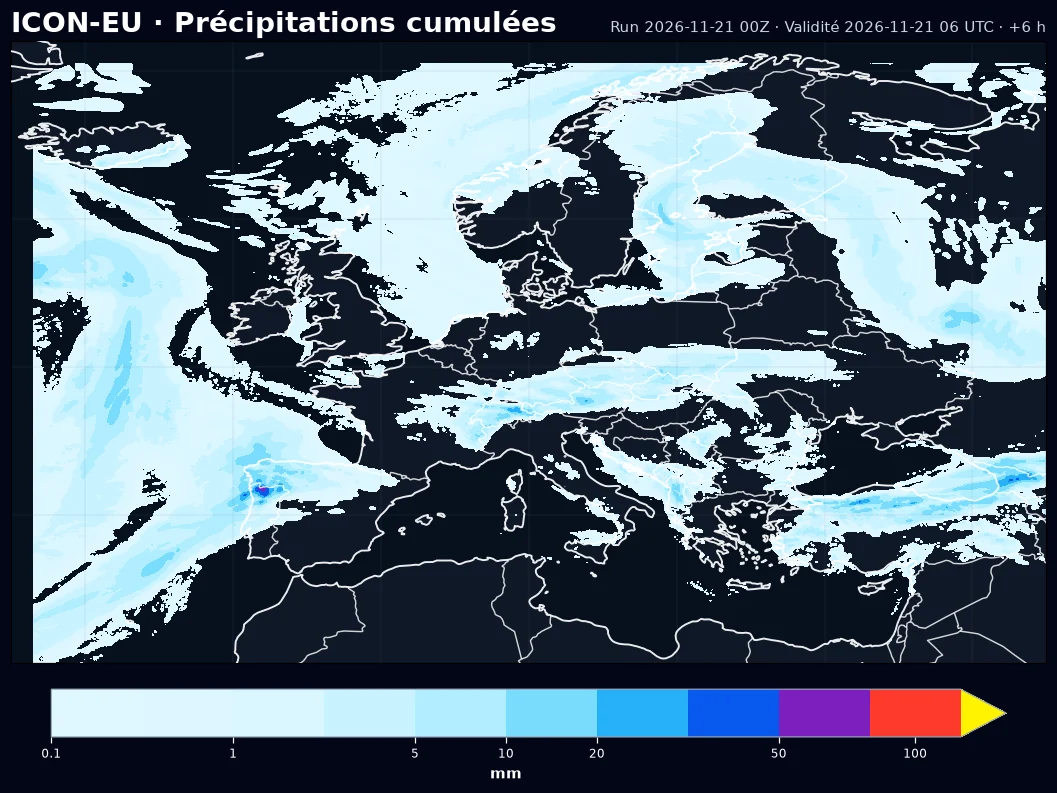 ICON-EU · Précipitations cumulées
Run 2026-11-21 00Z · Validité 2026-11-21 06 UTC · +6 h
0.1 1 5 10 20 50 100
mm